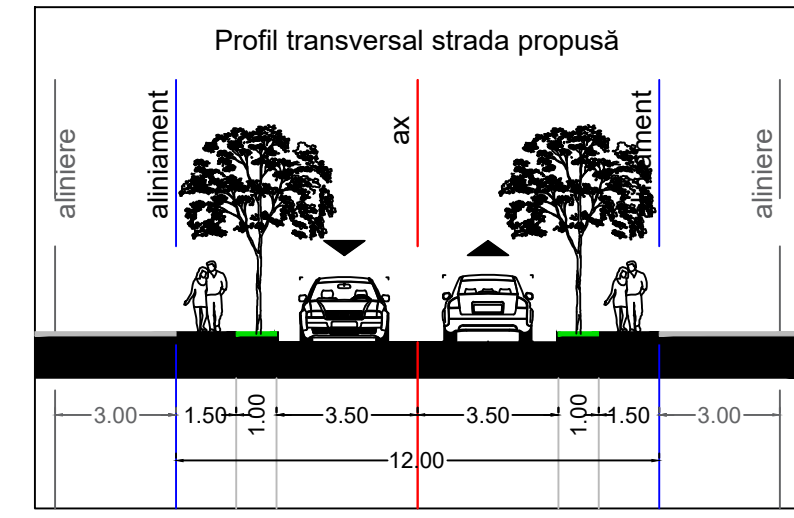 Profil transversal strada propusă
aliniere
aliniament
ax
ament
aliniere
3.00 1.50 1.00 3.50 3.50 1.00 1.50 3.00
12.00